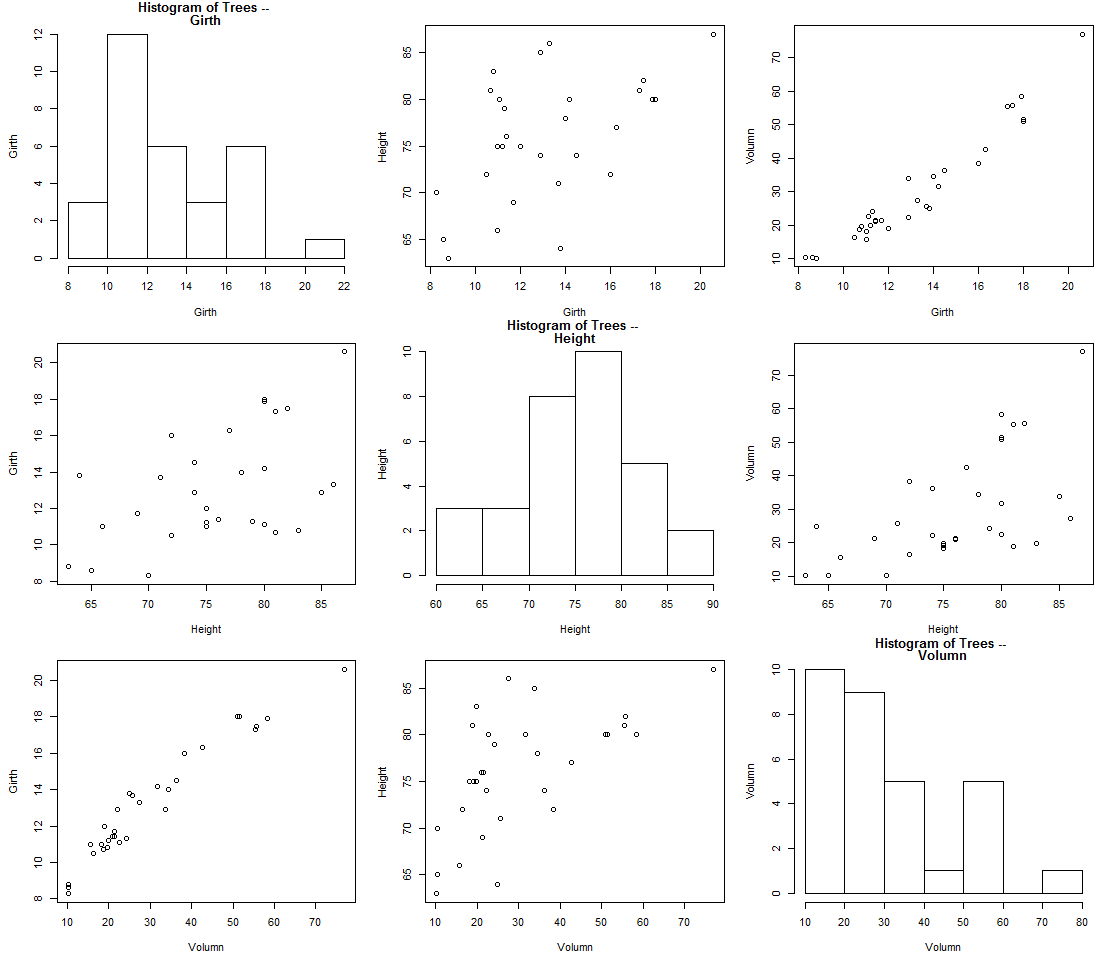 Histogram of Trees --
Girth
Girth
12
10
8
6
4
2
0
8 10 12 14 16 18 20 22
Girth
Height
85
80
75
70
65
8 10 12 14 16 18 20
Girth
Volumn
70
60
50
40
30
20
10
8 10 12 14 16 18 20
Girth
Girth
20
18
16
14
12
10
8
65 70 75 80 85
Height
Histogram of Trees --
Height
Height
10
8
6
4
2
0
60 65 70 75 80 85 90
Height
Volumn
70
60
50
40
30
20
10
65 70 75 80 85
Height
Girth
20
18
16
14
12
10
8
10 20 30 40 50 60 70
Volumn
Height
85
80
75
70
65
10 20 30 40 50 60 70
Volumn
Histogram of Trees --
Volumn
Volumn
10
8
6
4
2
0
10 20 30 40 50 60 70 80
Volumn